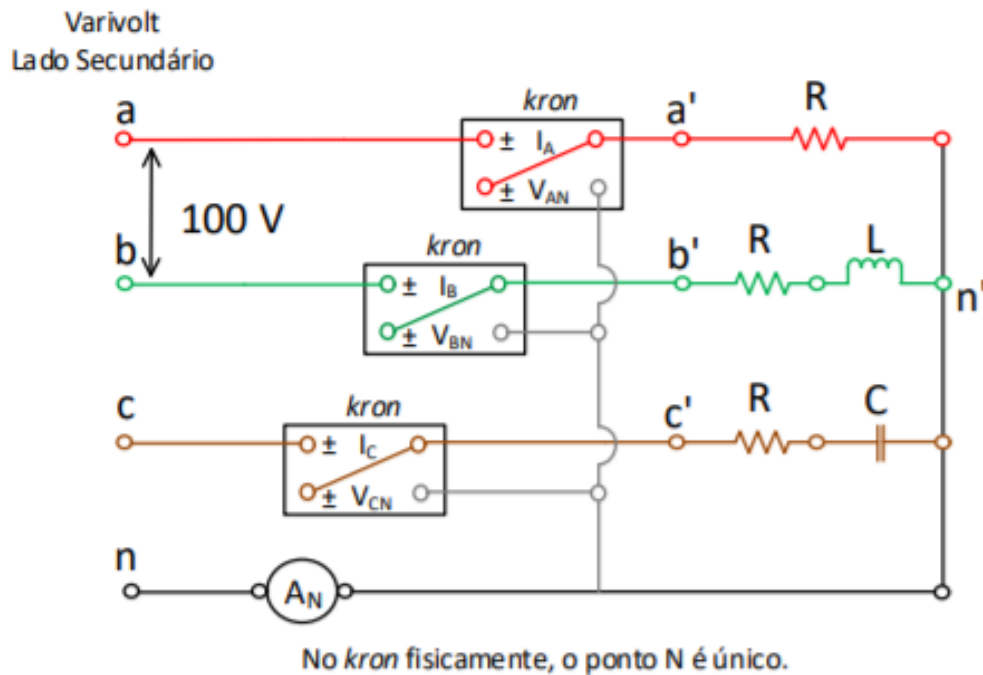 Varivolt
Lado Secundário
a
kron
± I_A
± V_AN
a'
R
100 V
b
kron
± I_B
± V_BN
b'
R
L
n'
c
kron
± I_C
± V_CN
c'
R
C
n
A_N
No kron fisicamente, o ponto N é único.